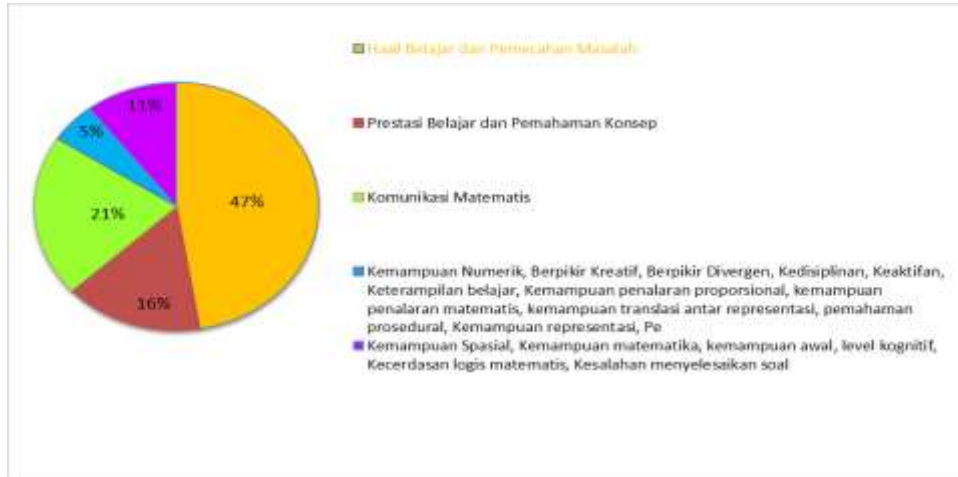 Hasil Belajar dan Pemecahan Masalah
11%
5%
Prestasi Belajar dan Pemahaman Konsep
47%
21%
Komunikasi Matematis
16%
Kemampuan Numerik, Berpikir Kreatif, Berpikir Divergen, Kedisiplinan, Keaktifan,
Keterampilan belajar, Kemampuan penalaran proporsional, kemampuan
penalaran matematis, kemampuan translasi antar representasi, pemahaman
prosedural, Kemampuan representasi, Pe
Kemampuan Spasial, Kemampuan matematika, kemampuan awal, level kognitif,
Kecerdasan logis matematis, Kesalahan menyelesaikan soal